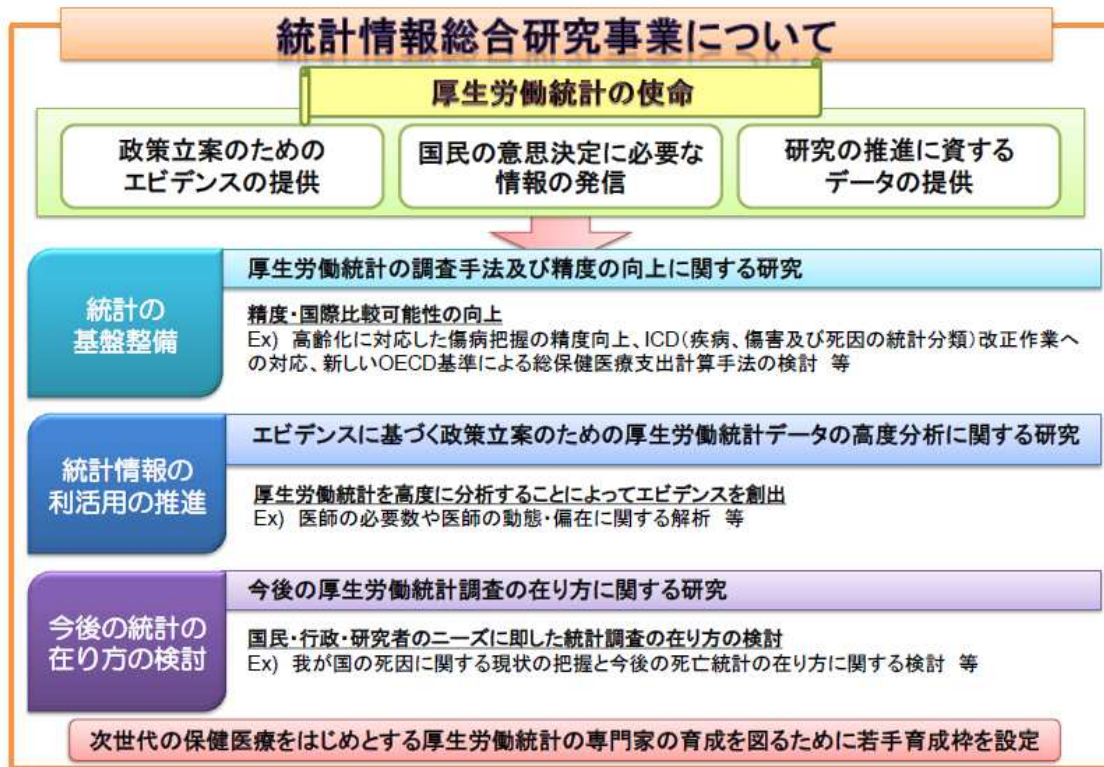 統計情報総合研究事業について
厚生労働統計の使命
政策立案のための
エビデンスの提供
国民の意思決定に必要な
情報の発信
研究の推進に資する
データの提供
統計の
基盤整備
厚生労働統計の調査手法及び精度の向上に関する研究
精度・国際比較可能性の向上
Ex) 高齢化に対応した傷病把握の精度向上、ICD(疾病、傷害及び死因の統計分類)改正作業へ
の対応、新しいOECD基準による総保健医療支出計算手法の検討 等
統計情報の
利活用の推進
エビデンスに基づく政策立案のための厚生労働統計データの高度分析に関する研究
厚生労働統計を高度に分析することによってエビデンスを創出
Ex) 医師の必要数や医師の動態・偏在に関する解析 等
今後の統計の
在り方の検討
今後の厚生労働統計調査の在り方に関する研究
国民・行政・研究者のニーズに即した統計調査の在り方の検討
Ex) 我が国の死因に関する現状の把握と今後の死亡統計の在り方に関する検討 等
次世代の保健医療をはじめとする厚生労働統計の専門家の育成を図るために若手育成枠を設定